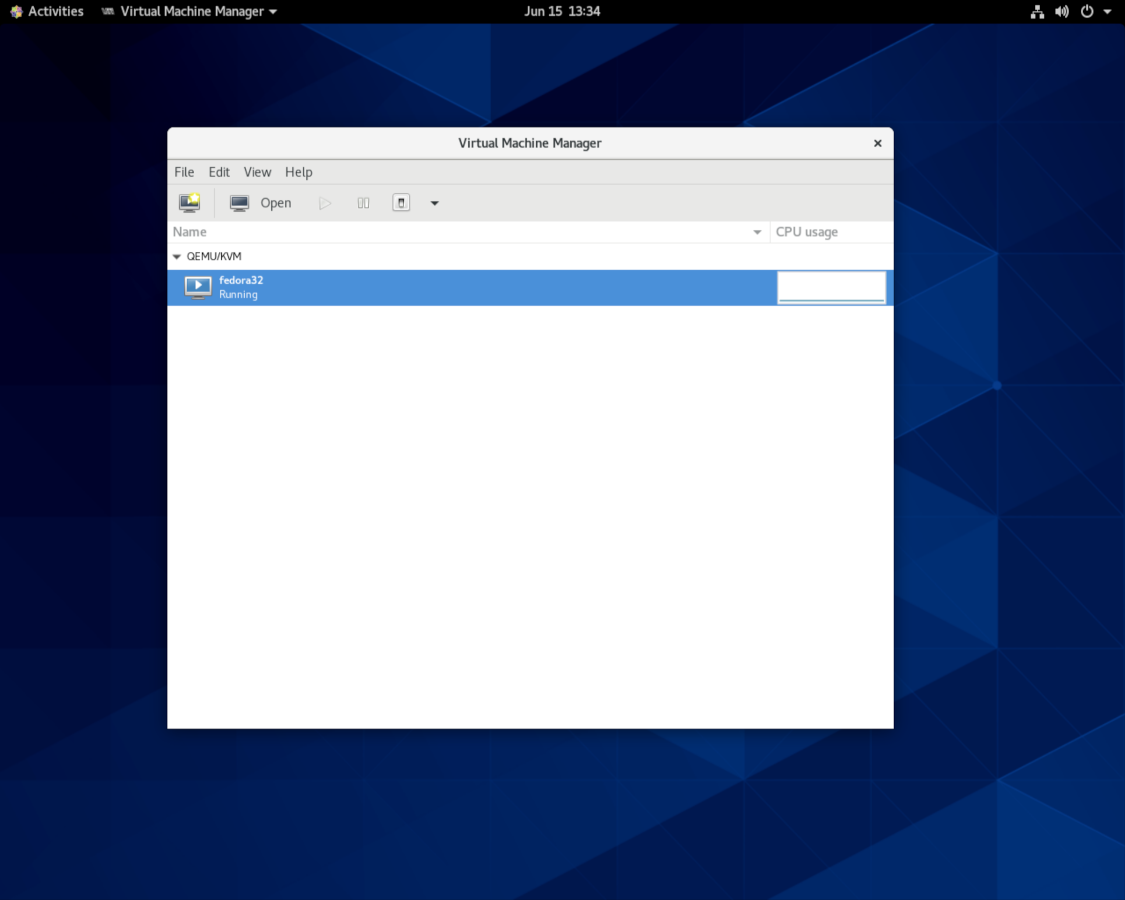 Activities Virtual Machine Manager Jun 15 13:34
Virtual Machine Manager
File Edit View Help
Open
Name CPU usage
QEMU/KVM
fedora32
Running